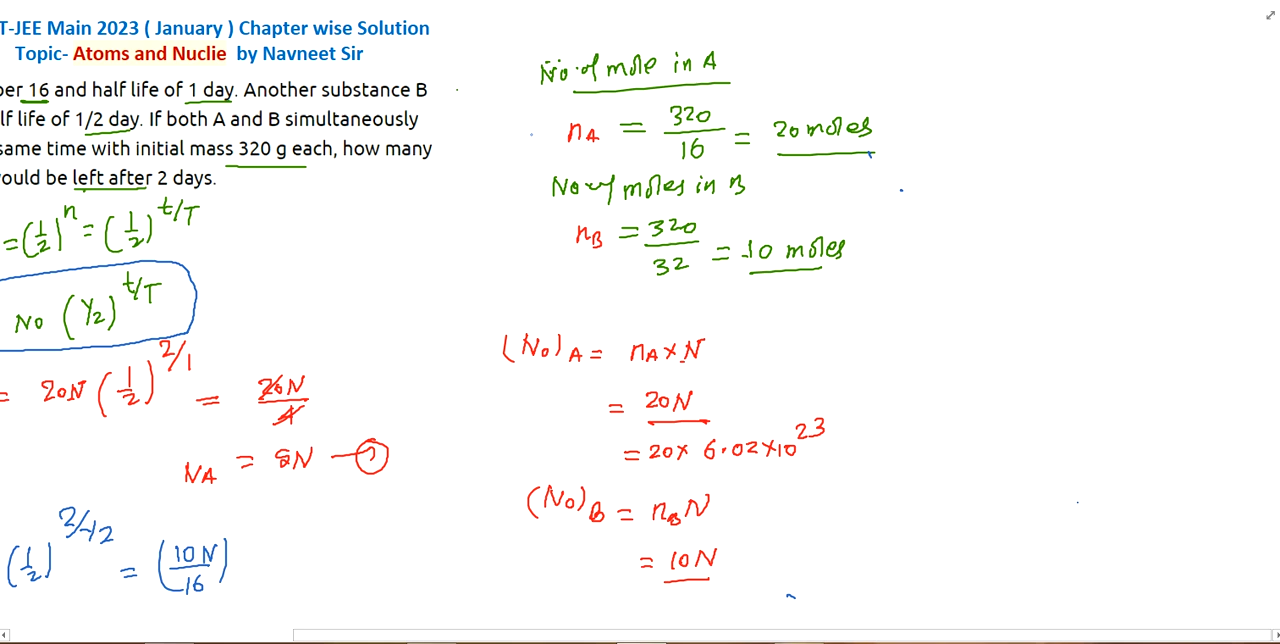 T-JEE Main 2023 ( January ) Chapter wise Solution
Topic- Atoms and Nuclie by Navneet Sir
ber 16 and half life of 1 day. Another substance B
lf life of 1/2 day. If both A and B simultaneously
same time with initial mass 320 g each, how many
ould be left after 2 days.
= (1/2)^n = (1/2)^t/T
No (1/2)^t/T
= 20N (1/2)^2/1 = 20N/4
NA = 5N
(1/2)^2/1/2 = (10N/16)
No. of mole in A
nA = 320/16 = 20 moles
No of moles in B
nB = 320/32 = 10 moles
(No)A = nA × N
= 20N
= 20 × 6.02 × 10^23
(No)B = nB N
= 10N